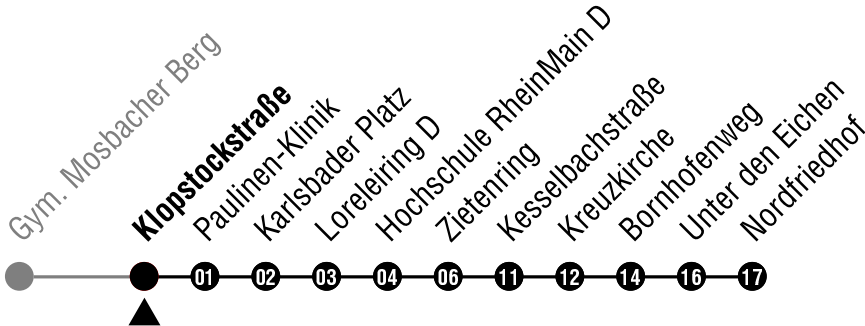 Gym. Mosbacher Berg
Klopstockstraße
Paulinen-Klinik
Karlsbader Platz
Loreleiring D
Hochschule RheinMain D
Zietenring
Kesselbachstraße
Kreuzkirche
Bornhofenweg
Unter den Eichen
Nordfriedhof
01 02 03 04 06 11 12 14 16 17